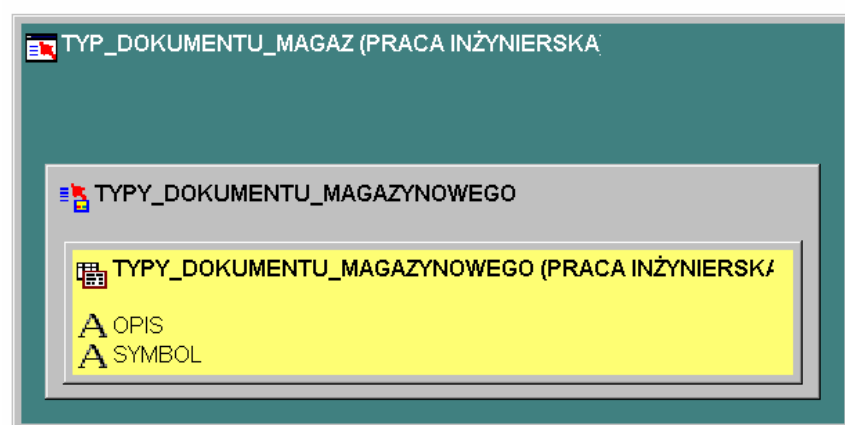 TYP_DOKUMENTU_MAGAZ (PRACA INŻYNIERSKA
TYPY_DOKUMENTU_MAGAZYNOWEGO
TYPY_DOKUMENTU_MAGAZYNOWEGO (PRACA INŻYNIERSKA
A OPIS
A SYMBOL